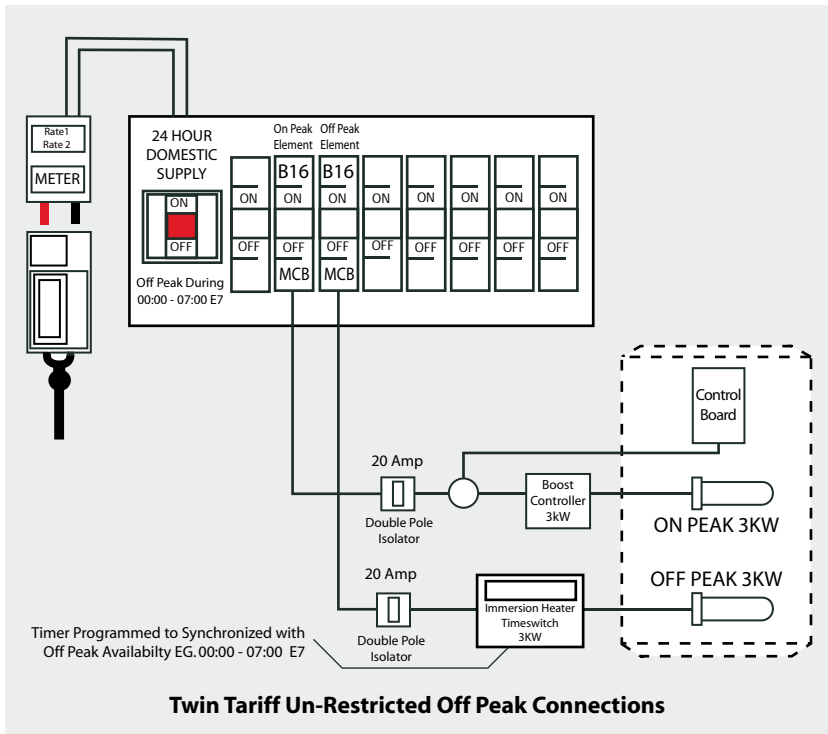 Rate1
Rate 2
METER
24 HOUR
DOMESTIC
SUPPLY
ON
OFF
Off Peak During
00:00 - 07:00 E7
On Peak
Element
Off Peak
Element
B16
B16
ON
ON
ON
ON
ON
ON
ON
ON
OFF
OFF
OFF
OFF
OFF
OFF
OFF
OFF
MCB
MCB
Control
Board
20 Amp
Double Pole
Isolator
Boost
Controller
3kW
ON PEAK 3KW
20 Amp
Double Pole
Isolator
Immersion Heater
Timeswitch
3KW
OFF PEAK 3KW
Timer Programmed to Synchronized with
Off Peak Availabilty EG. 00:00 - 07:00 E7
Twin Tariff Un-Restricted Off Peak Connections